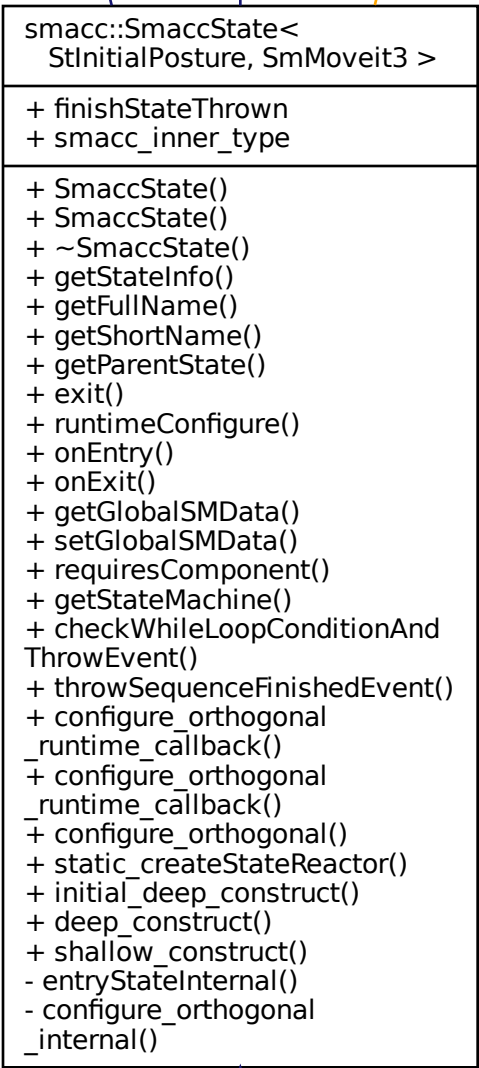 smacc::SmaccState<
StInitialPosture, SmMoveit3 >
+ finishStateThrown
+ smacc_inner_type
+ SmaccState()
+ SmaccState()
+ ~SmaccState()
+ getStateInfo()
+ getFullName()
+ getShortName()
+ getParentState()
+ exit()
+ runtimeConfigure()
+ onEntry()
+ onExit()
+ getGlobalSMData()
+ setGlobalSMData()
+ requiresComponent()
+ getStateMachine()
+ checkWhileLoopConditionAnd
ThrowEvent()
+ throwSequenceFinishedEvent()
+ configure_orthogonal
_runtime_callback()
+ configure_orthogonal
_runtime_callback()
+ configure_orthogonal()
+ static_createStateReactor()
+ initial_deep_construct()
+ deep_construct()
+ shallow_construct()
- entryStateInternal()
- configure_orthogonal
_internal()